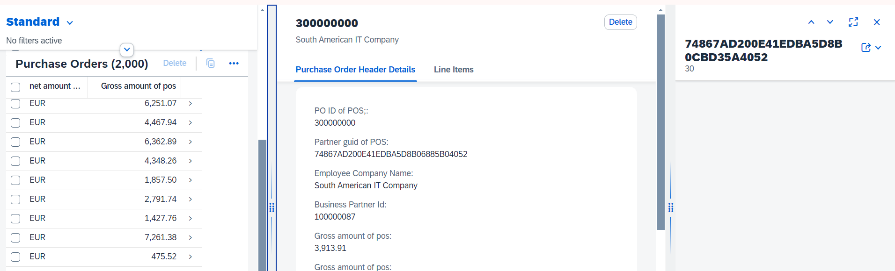 Standard
No filters active
Purchase Orders (2,000)
Delete
net amount ...
Gross amount of pos
EUR 6,251.07
EUR 4,467.94
EUR 6,362.89
EUR 4,348.26
EUR 1,857.50
EUR 2,791.74
EUR 1,427.76
EUR 7,261.38
EUR 475.52
300000000
Delete
South American IT Company
Purchase Order Header Details
Line Items
PO ID of POS;:
300000000
Partner guid of POS:
74867AD200E41EDBA5D8B06885B04052
Employee Company Name:
South American IT Company
Business Partner Id:
100000087
Gross amount of pos:
3,913.91
Gross amount of pos:
74867AD200E41EDBA5D8B
0CBD35A4052
30